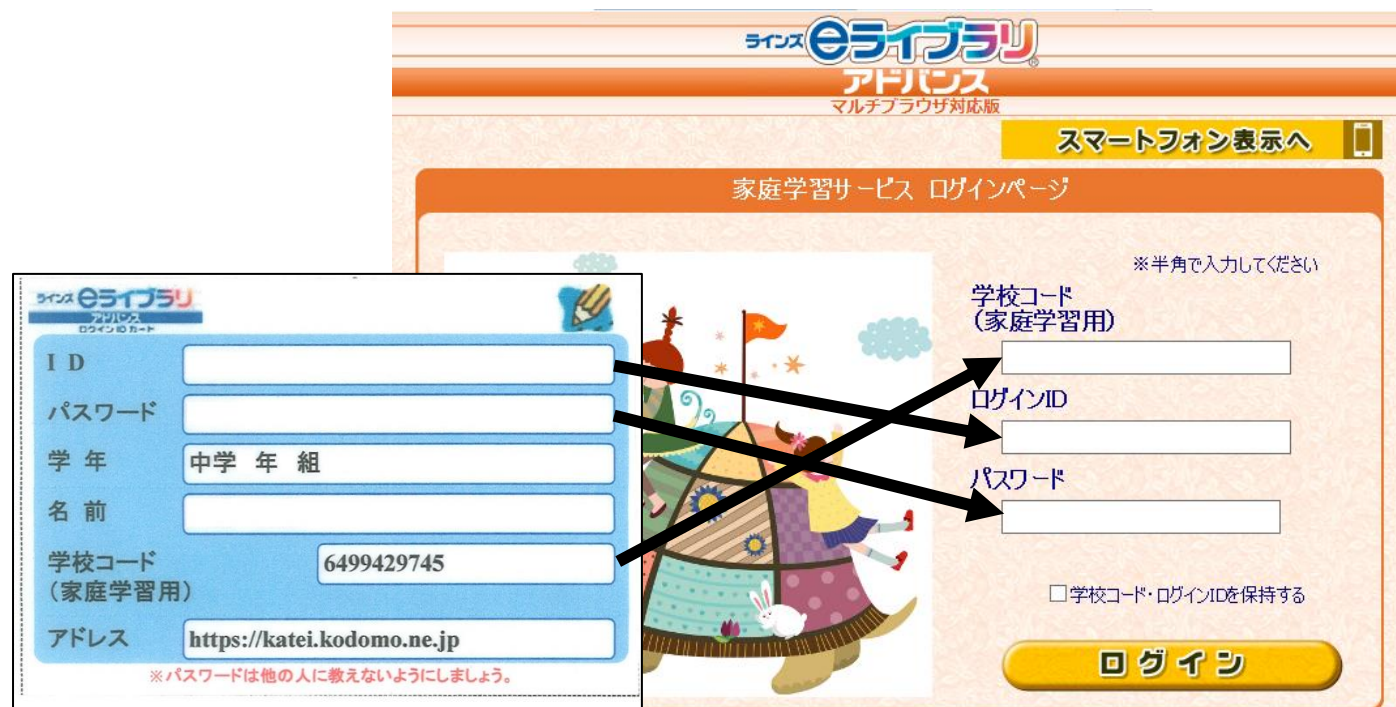 ラインズeライブラリ
アドバンス
マルチブラウザ対応版
スマートフォン表示へ
家庭学習サービス ログインページ
※半角で入力してください
学校コード
(家庭学習用)
ログインID
パスワード
□学校コード・ログインIDを保持する
ログイン
ラインズeライブラリ
アドバンス
ログインIDカード
ID
パスワード
学年 中学 年 組
名前
学校コード 6499429745
(家庭学習用)
アドレス https://katei.kodomo.ne.jp
※パスワードは他の人に教えないようにしましょう。